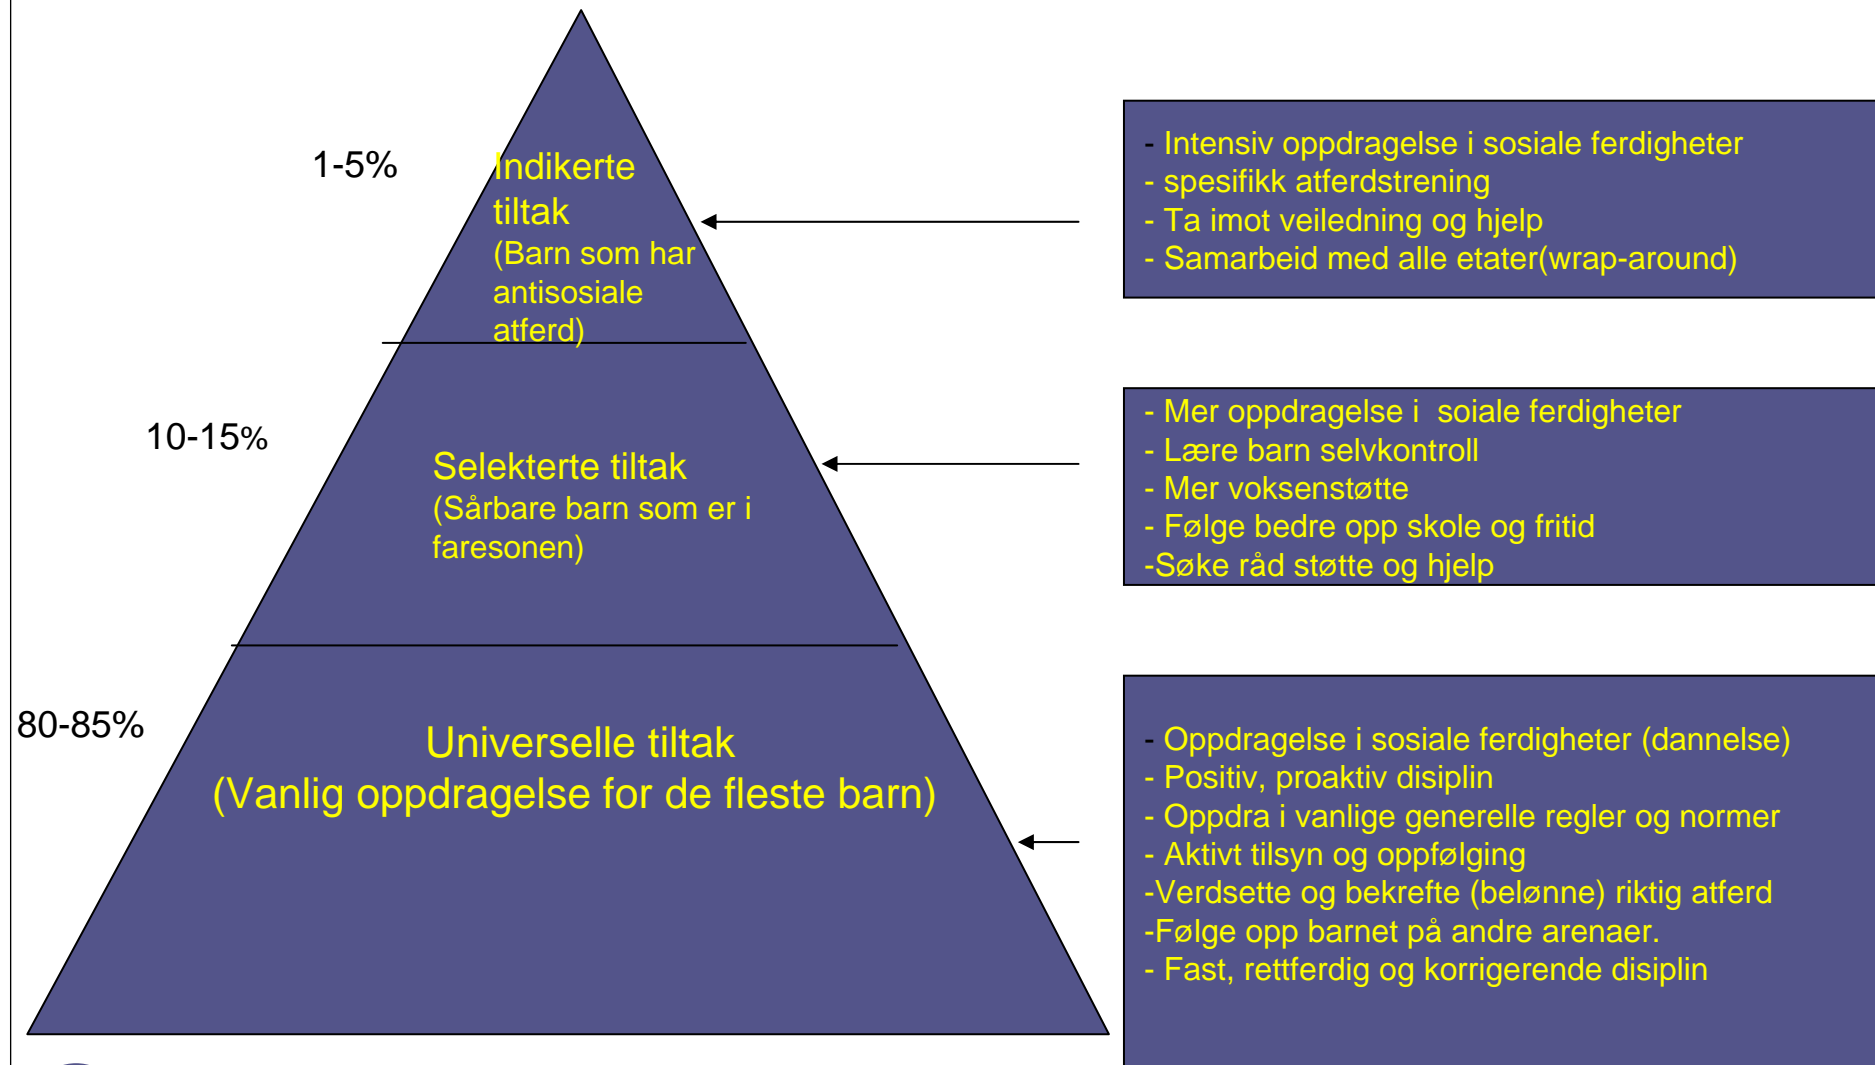 1-5%
Indikerte
tiltak
(Barn som har
antisosiale
atferd)
- Intensiv oppdragelse i sosiale ferdigheter
- spesifikk atferdstrening
- Ta imot veiledning og hjelp
- Samarbeid med alle etater(wrap-around)
10-15%
Selekterte tiltak
(Sårbare barn som er i
faresonen)
- Mer oppdragelse i  soiale ferdigheter
- Lære barn selvkontroll
- Mer voksenstøtte
- Følge bedre opp skole og fritid
-Søke råd støtte og hjelp
80-85%
Universelle tiltak
(Vanlig oppdragelse for de fleste barn)
- Oppdragelse i sosiale ferdigheter (dannelse)
- Positiv, proaktiv disiplin
- Oppdra i vanlige generelle regler og normer
- Aktivt tilsyn og oppfølging
-Verdsette og bekrefte (belønne) riktig atferd
-Følge opp barnet på andre arenaer.
- Fast, rettferdig og korrigerende disiplin